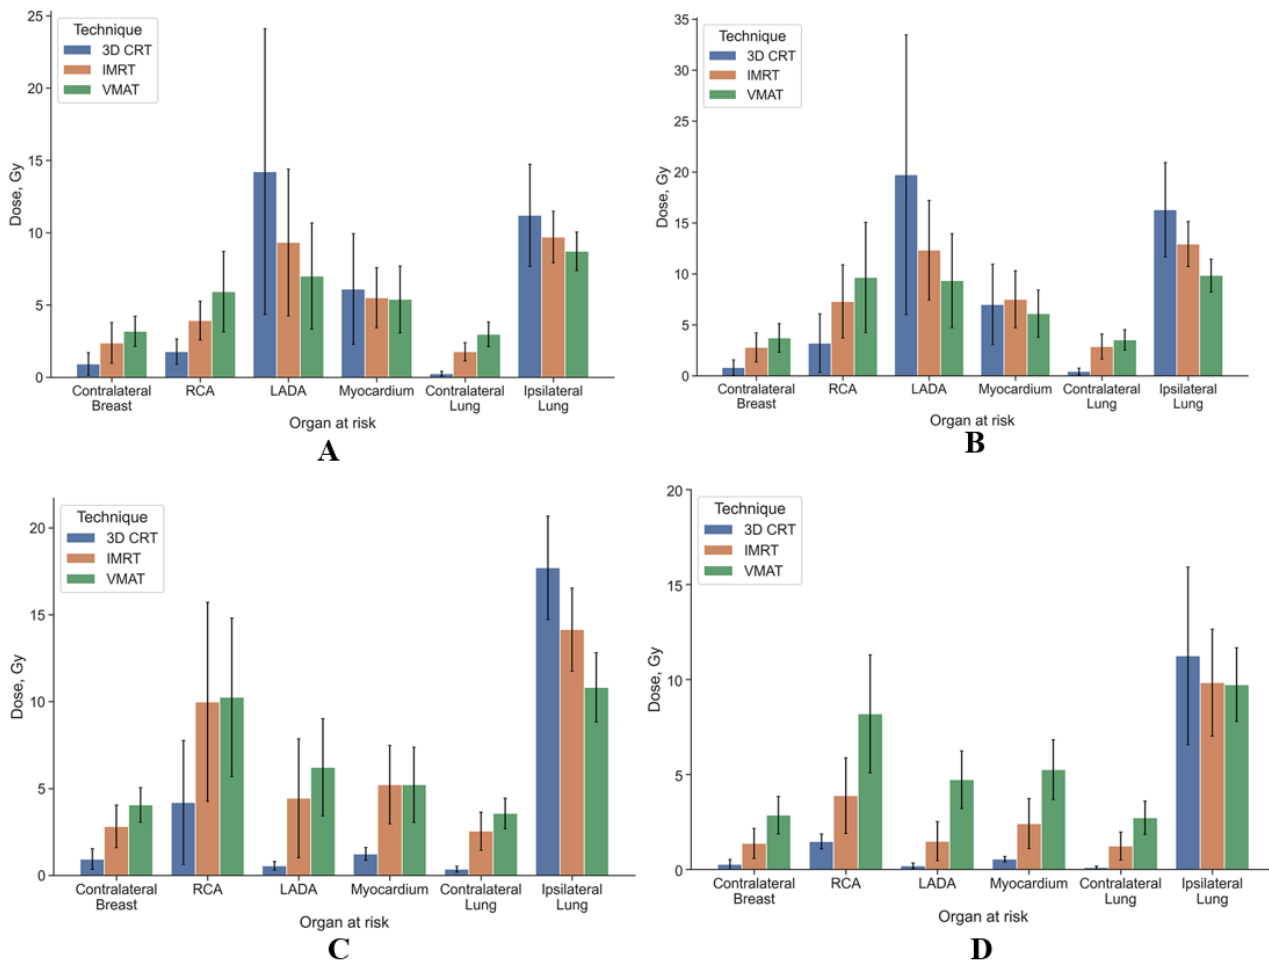 25
20
15
10
5
0
Dose, Gy
Technique
3D CRT
IMRT
VMAT
Contralateral
Breast
RCA
LADA
Myocardium
Contralateral
Lung
Ipsilateral
Lung
Organ at risk
A
35
30
25
20
15
10
5
0
Dose, Gy
Technique
3D CRT
IMRT
VMAT
Contralateral
Breast
RCA
LADA
Myocardium
Contralateral
Lung
Ipsilateral
Lung
Organ at risk
B
20
15
10
5
0
Dose, Gy
Technique
3D CRT
IMRT
VMAT
Contralateral
Breast
RCA
LADA
Myocardium
Contralateral
Lung
Ipsilateral
Lung
Organ at risk
C
20
15
10
5
0
Dose, Gy
Technique
3D CRT
IMRT
VMAT
Contralateral
Breast
RCA
LADA
Myocardium
Contralateral
Lung
Ipsilateral
Lung
Organ at risk
D